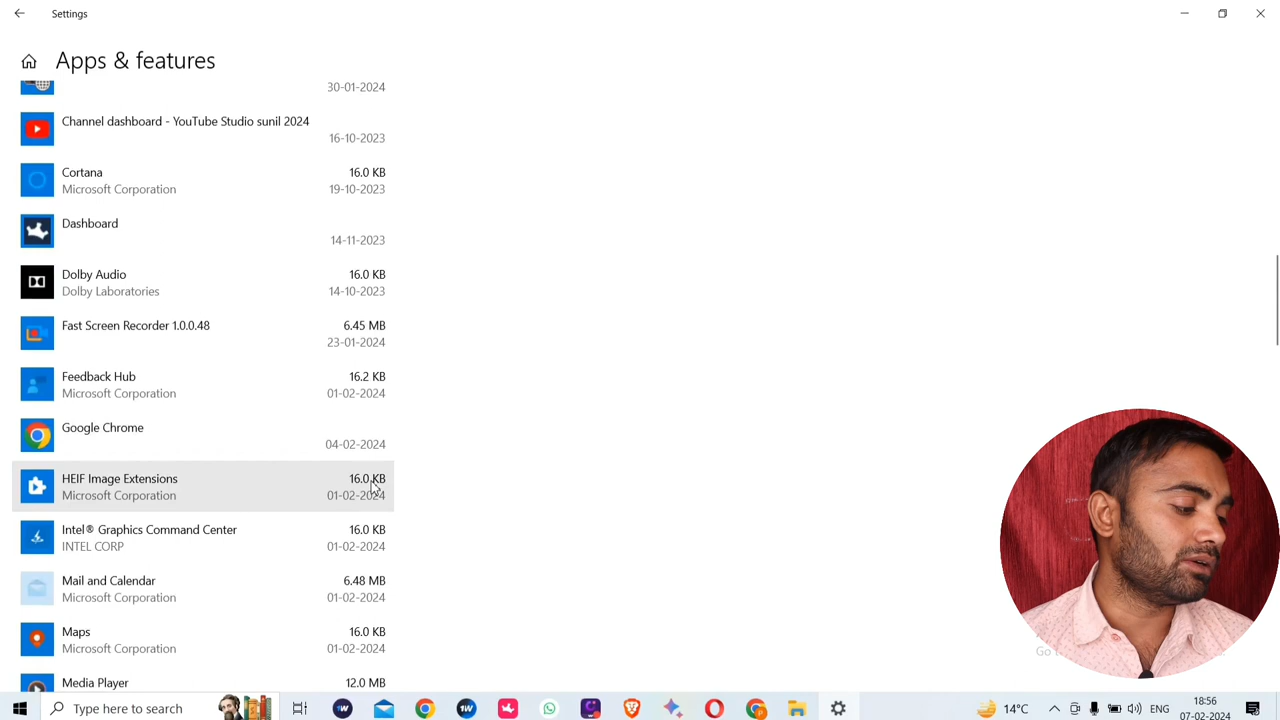 Settings
Apps & features
30-01-2024
Channel dashboard - YouTube Studio sunil 2024
16-10-2023
Cortana 16.0 KB
Microsoft Corporation 19-10-2023
Dashboard
14-11-2023
Dolby Audio 16.0 KB
Dolby Laboratories 14-10-2023
Fast Screen Recorder 1.0.0.48 6.45 MB
23-01-2024
Feedback Hub 16.2 KB
Microsoft Corporation 01-02-2024
Google Chrome
04-02-2024
HEIF Image Extensions 16.0 KB
Microsoft Corporation 01-02-2024
Intel® Graphics Command Center 16.0 KB
INTEL CORP 01-02-2024
Mail and Calendar 6.48 MB
Microsoft Corporation 01-02-2024
Maps 16.0 KB
Microsoft Corporation 01-02-2024
Go
Media Player 12.0 MB
Type here to search
1W
1W
14°C
ENG
18:56
07-02-2024